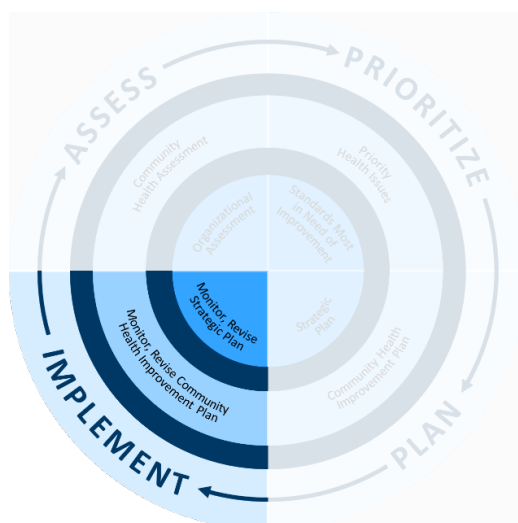 ASSESS
PRIORITIZE
Community
Health Assessment
Priority
Health Issues
Organizational
Assessment
Standards Most
in Need of
Improvement
Monitor, Revise
Strategic Plan
Strategic
Plan
Monitor, Revise Community
Health Improvement Plan
Community Health
Improvement Plan
IMPLEMENT
PLAN